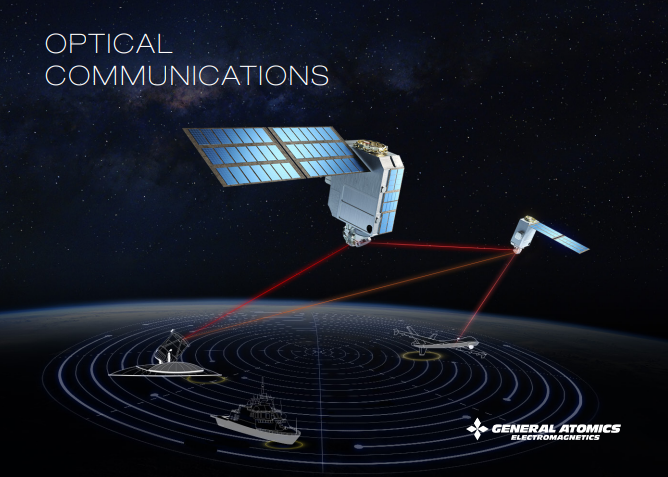 OPTICAL
COMMUNICATIONS
GENERAL ATOMICS
ELECTROMAGNETICS